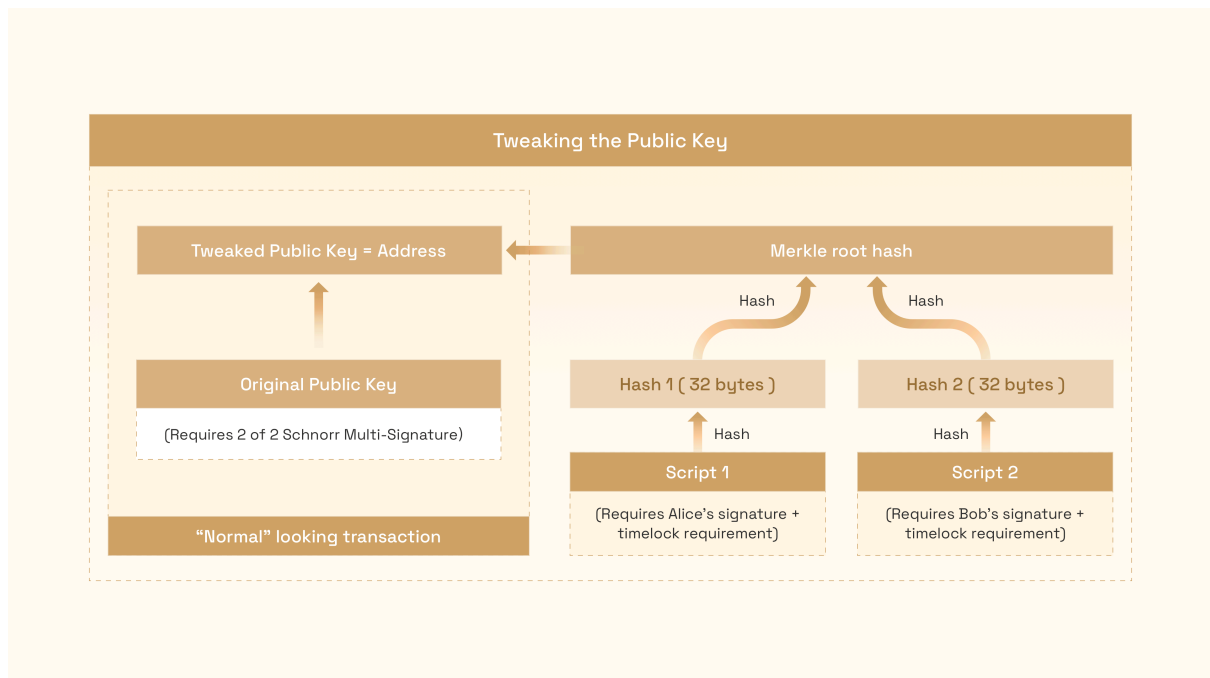 Tweaking the Public Key
Tweaked Public Key = Address
Merkle root hash
Hash
Hash
Original Public Key
(Requires 2 of 2 Schnorr Multi-Signature)
Hash 1 ( 32 bytes )
Hash 2 ( 32 bytes )
Hash
Hash
Script 1
(Requires Alice’s signature +
timelock requirement)
Script 2
(Requires Bob’s signature +
timelock requirement)
“Normal” looking transaction